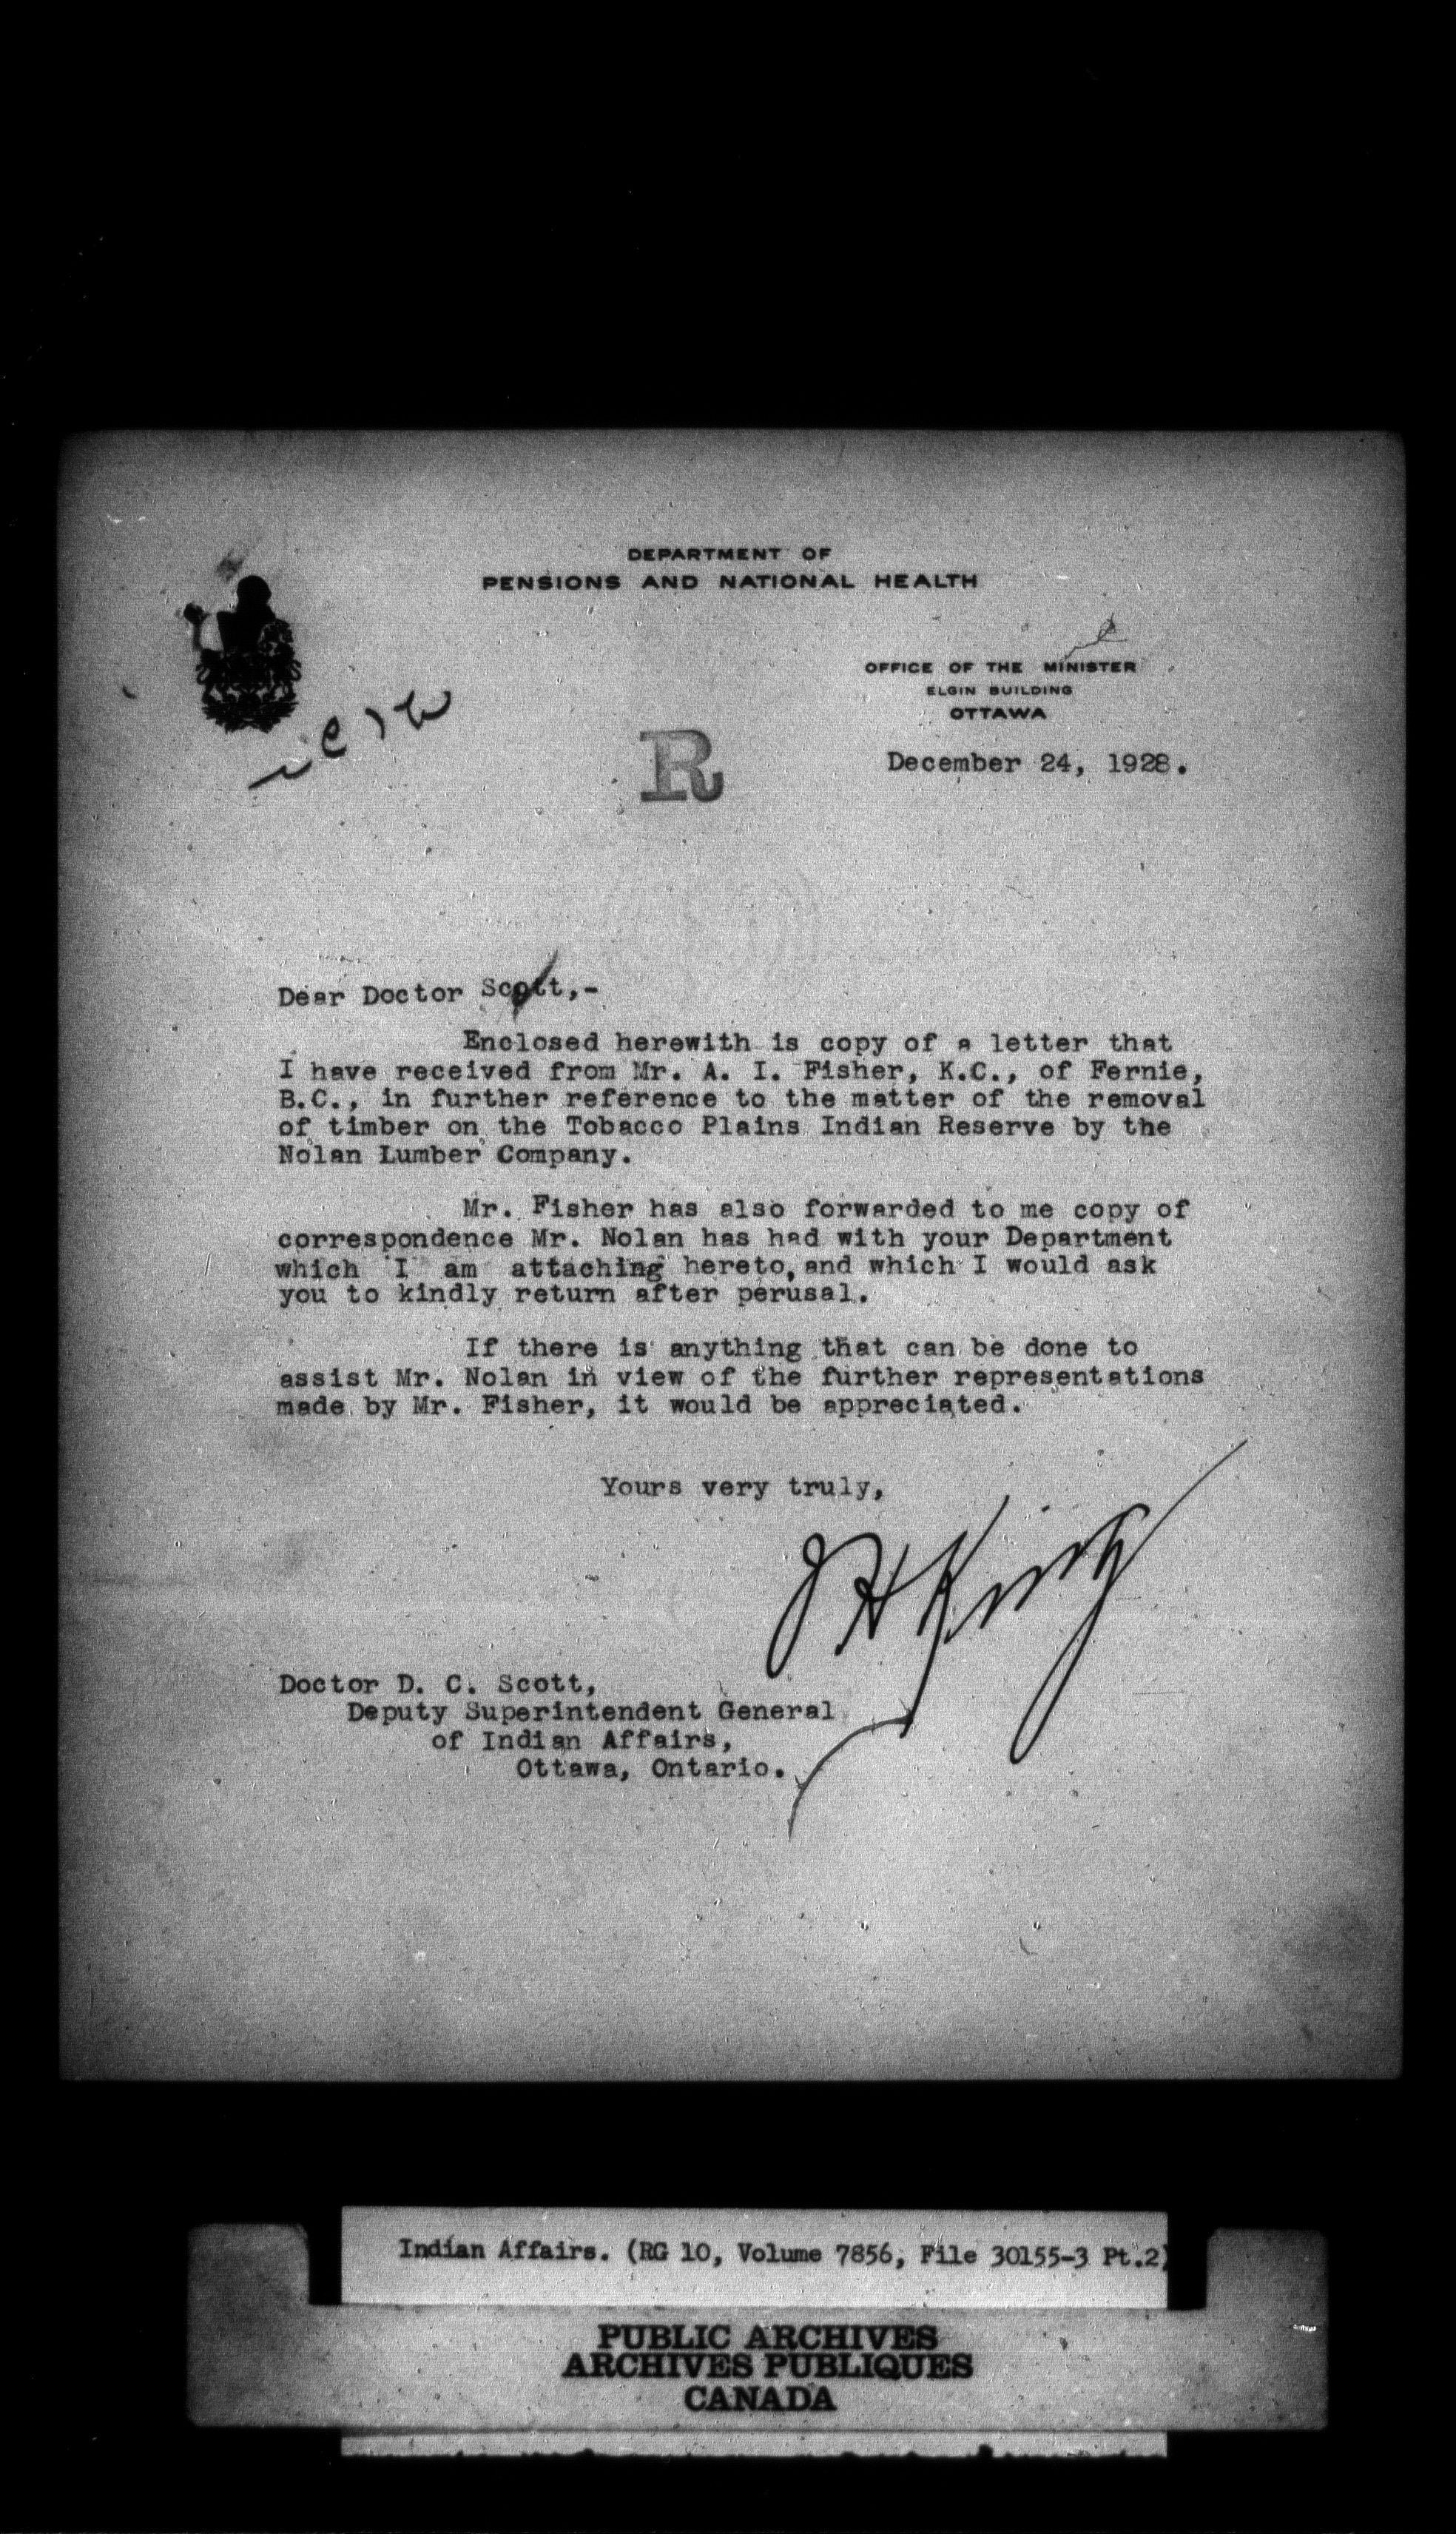 DEPARTMENT OF
PENSIONS AND NATIONAL HEALTH
OFFICE OF THE MINISTER
ELGIN BUILDING
OTTAWA
R
December 24, 1928.
Dear Doctor Scott,-
Enclosed herewith is copy of a letter that
I have received from Mr. A. I. Fisher, K.C., of Fernie,
B.C., in further reference to the matter of the removal
of timber on the Tobacco Plains Indian Reserve by the
Nolan Lumber Company.
Mr. Fisher has also forwarded to me copy of
correspondence Mr. Nolan has had with your Department
which I am attaching hereto, and which I would ask
you to kindly return after perusal.
If there is anything that can be done to
assist Mr. Nolan in view of the further representations
made by Mr. Fisher, it would be appreciated.
Yours very truly,
J H King
Doctor D. C. Scott,
Deputy Superintendent General
of Indian Affairs,
Ottawa, Ontario.
Indian Affairs. (RG 10, Volume 7856, File 30155-3 Pt.2)
PUBLIC ARCHIVES
ARCHIVES PUBLIQUES
CANADA